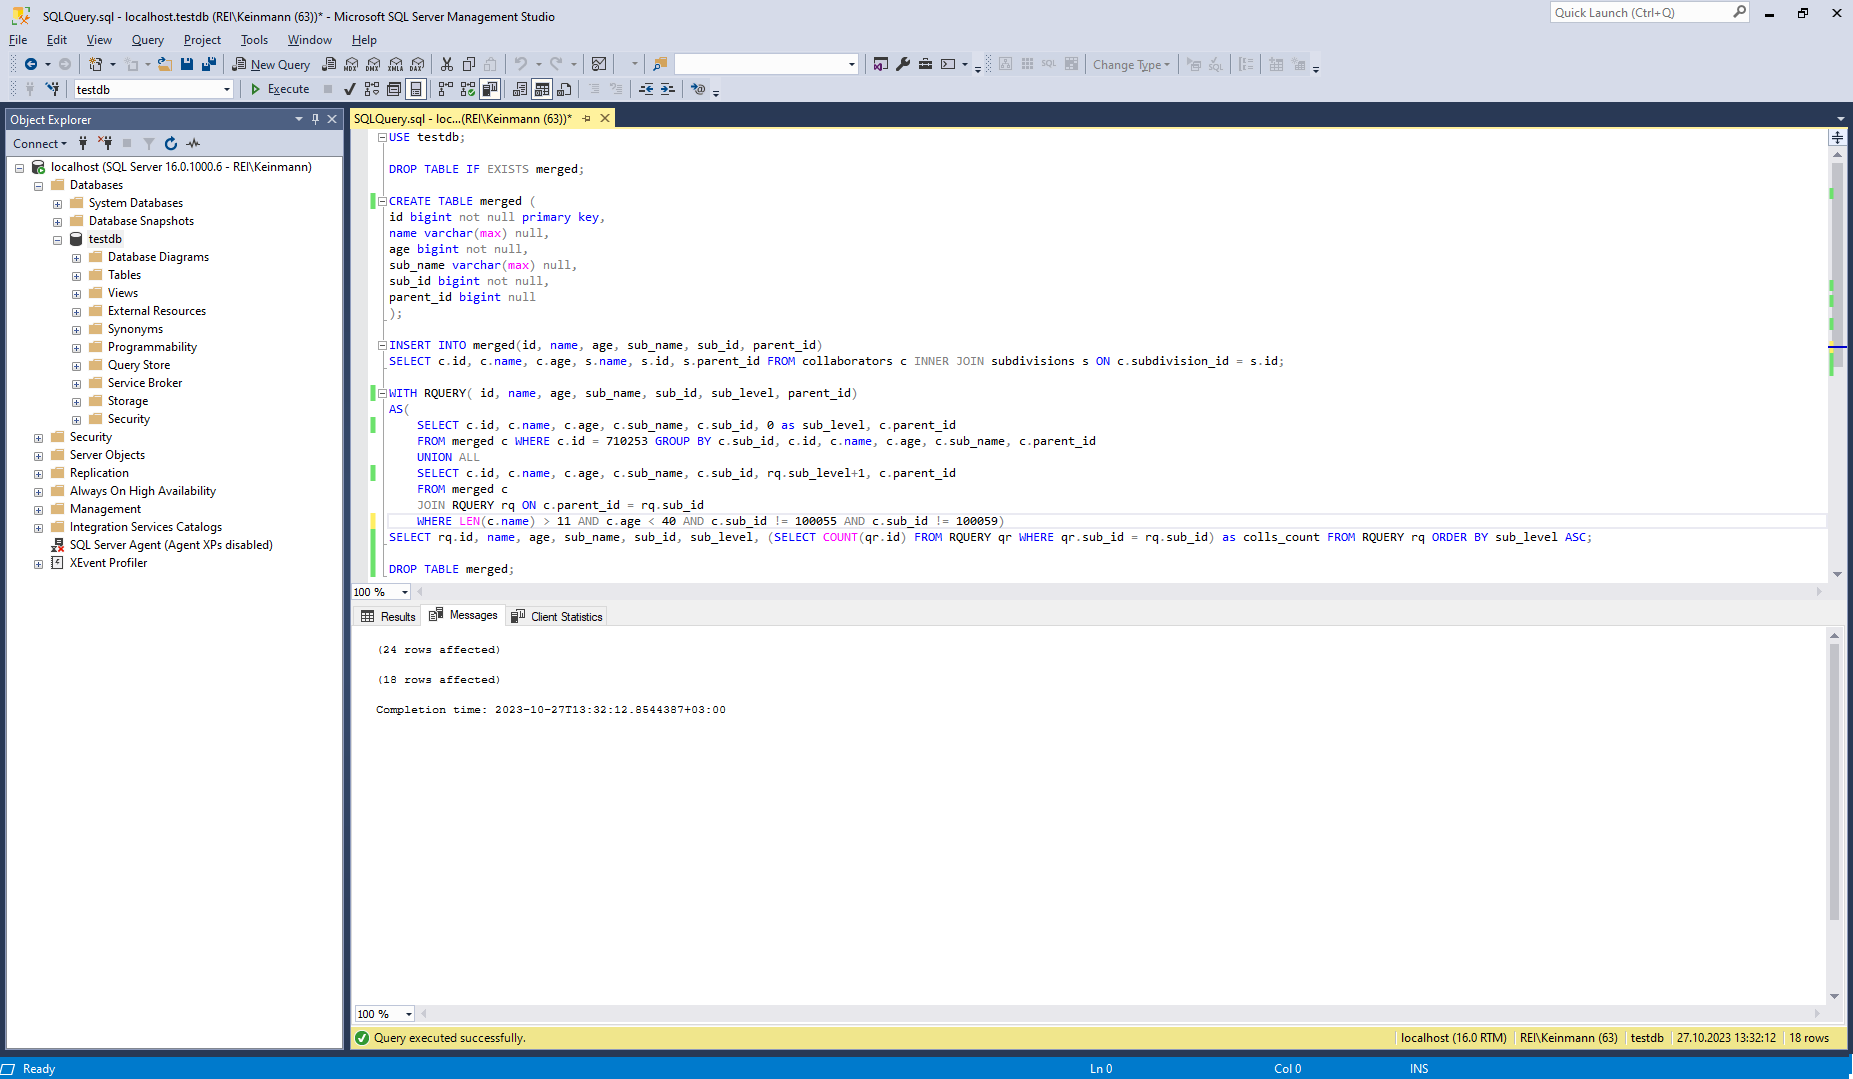 SQLQuery.sql - localhost.testdb (REI\Keinmann (63))* - Microsoft SQL Server Management Studio
Quick Launch (Ctrl+Q)
File Edit View Query Project Tools Window Help
New Query MDX DMX XMLA DAX SQL Change Type SQL
testdb Execute
Object Explorer
Connect
localhost (SQL Server 16.0.1000.6 - REI\Keinmann)
Databases
System Databases
Database Snapshots
testdb
Database Diagrams
Tables
Views
External Resources
Synonyms
Programmability
Query Store
Service Broker
Storage
Security
Security
Server Objects
Replication
Always On High Availability
Management
Integration Services Catalogs
SQL Server Agent (Agent XPs disabled)
XEvent Profiler
SQLQuery.sql - loc...(REI\Keinmann (63))*
USE testdb;
DROP TABLE IF EXISTS merged;
CREATE TABLE merged (
id bigint not null primary key,
name varchar(max) null,
age bigint not null,
sub_name varchar(max) null,
sub_id bigint not null,
parent_id bigint null
);
INSERT INTO merged(id, name, age, sub_name, sub_id, parent_id)
SELECT c.id, c.name, c.age, s.name, s.id, s.parent_id FROM collaborators c INNER JOIN subdivisions s ON c.subdivision_id = s.id;
WITH RQUERY( id, name, age, sub_name, sub_id, sub_level, parent_id)
AS(
SELECT c.id, c.name, c.age, c.sub_name, c.sub_id, 0 as sub_level, c.parent_id
FROM merged c WHERE c.id = 710253 GROUP BY c.sub_id, c.id, c.name, c.age, c.sub_name, c.parent_id
UNION ALL
SELECT c.id, c.name, c.age, c.sub_name, c.sub_id, rq.sub_level+1, c.parent_id
FROM merged c
JOIN RQUERY rq ON c.parent_id = rq.sub_id
WHERE LEN(c.name) > 11 AND c.age < 40 AND c.sub_id != 100055 AND c.sub_id != 100059)
SELECT rq.id, name, age, sub_name, sub_id, sub_level, (SELECT COUNT(qr.id) FROM RQUERY qr WHERE qr.sub_id = rq.sub_id) as colls_count FROM RQUERY rq ORDER BY sub_level ASC;
DROP TABLE merged;
100 %
Results Messages Client Statistics
(24 rows affected)
(18 rows affected)
Completion time: 2023-10-27T13:32:12.8544387+03:00
100 %
Query executed successfully.
localhost (16.0 RTM) REI\Keinmann (63) testdb 27.10.2023 13:32:12 18 rows
Ready Ln 0 Col 0 INS